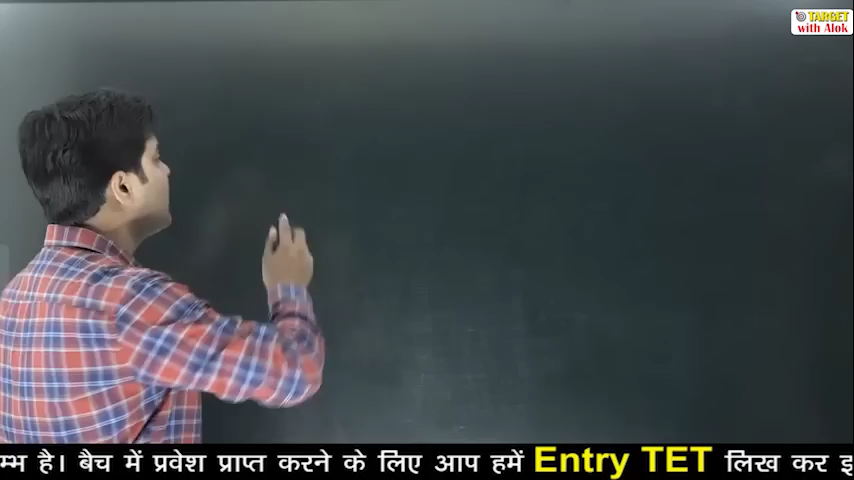 TARGET
with Alok
म्भ है। बैच में प्रवेश प्राप्त करने के लिए आप हमें Entry TET लिख कर इ